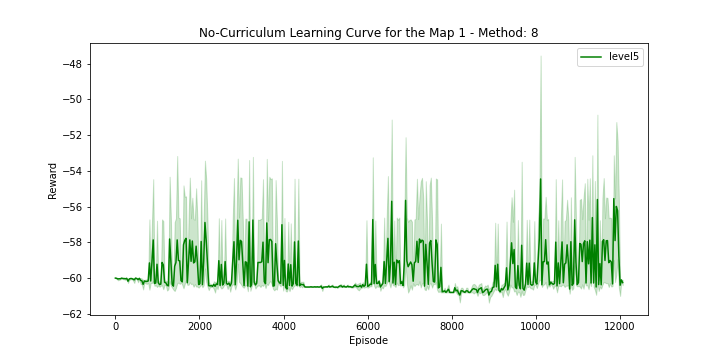 No-Curriculum Learning Curve for the Map 1 - Method: 8
level5
Reward
−48
−50
−52
−54
−56
−58
−60
−62
0 2000 4000 6000 8000 10000 12000
Episode